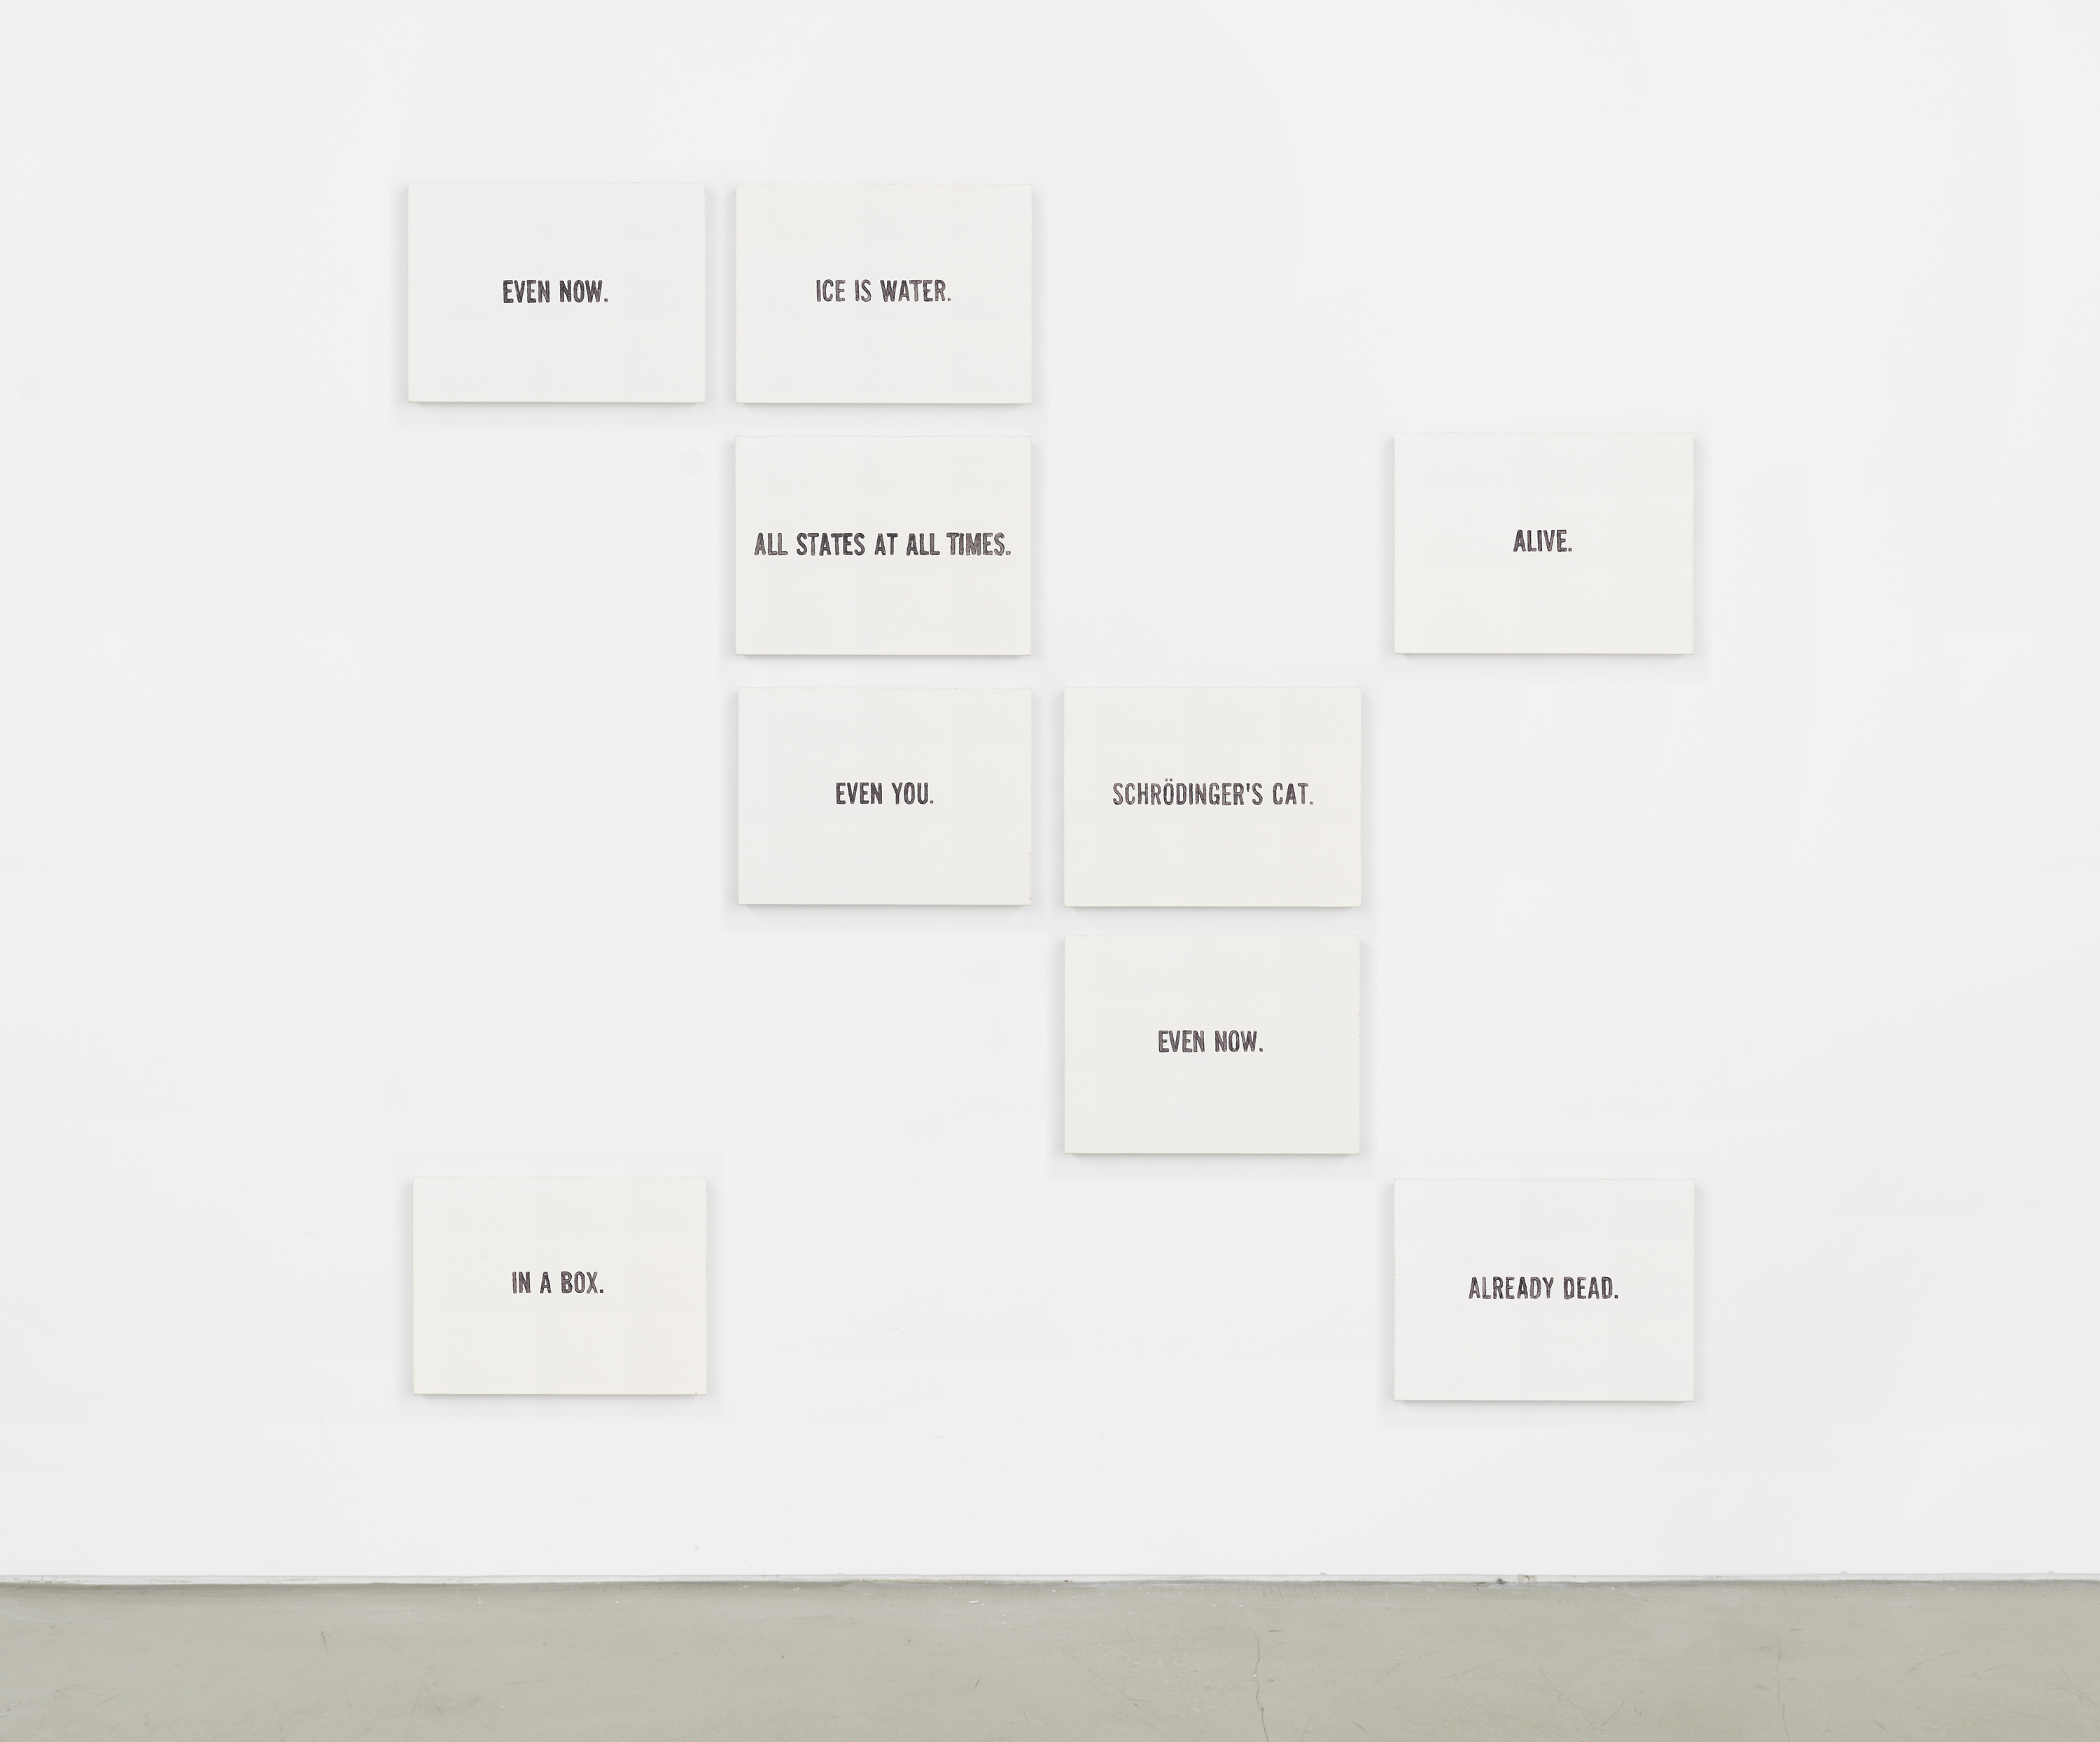 EVEN NOW.
ICE IS WATER.
ALL STATES AT ALL TIMES.
ALIVE.
EVEN YOU.
SCHRÖDINGER'S CAT.
EVEN NOW.
IN A BOX.
ALREADY DEAD.